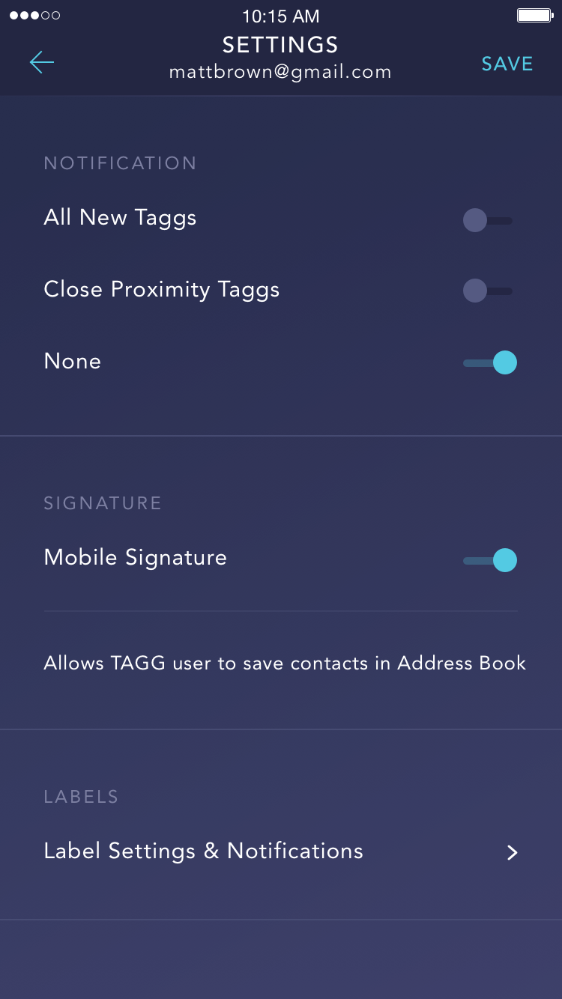 10:15 AM
SETTINGS
mattbrown@gmail.com
SAVE
NOTIFICATION
All New Taggs
Close Proximity Taggs
None
SIGNATURE
Mobile Signature
Allows TAGG user to save contacts in Address Book
LABELS
Label Settings & Notifications